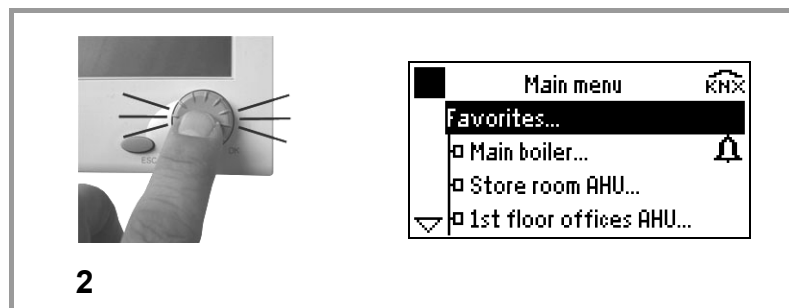 ESC
OK
Main menu
KNX
Favorites...
Main boiler...
Store room AHU...
1st floor offices AHU...
2